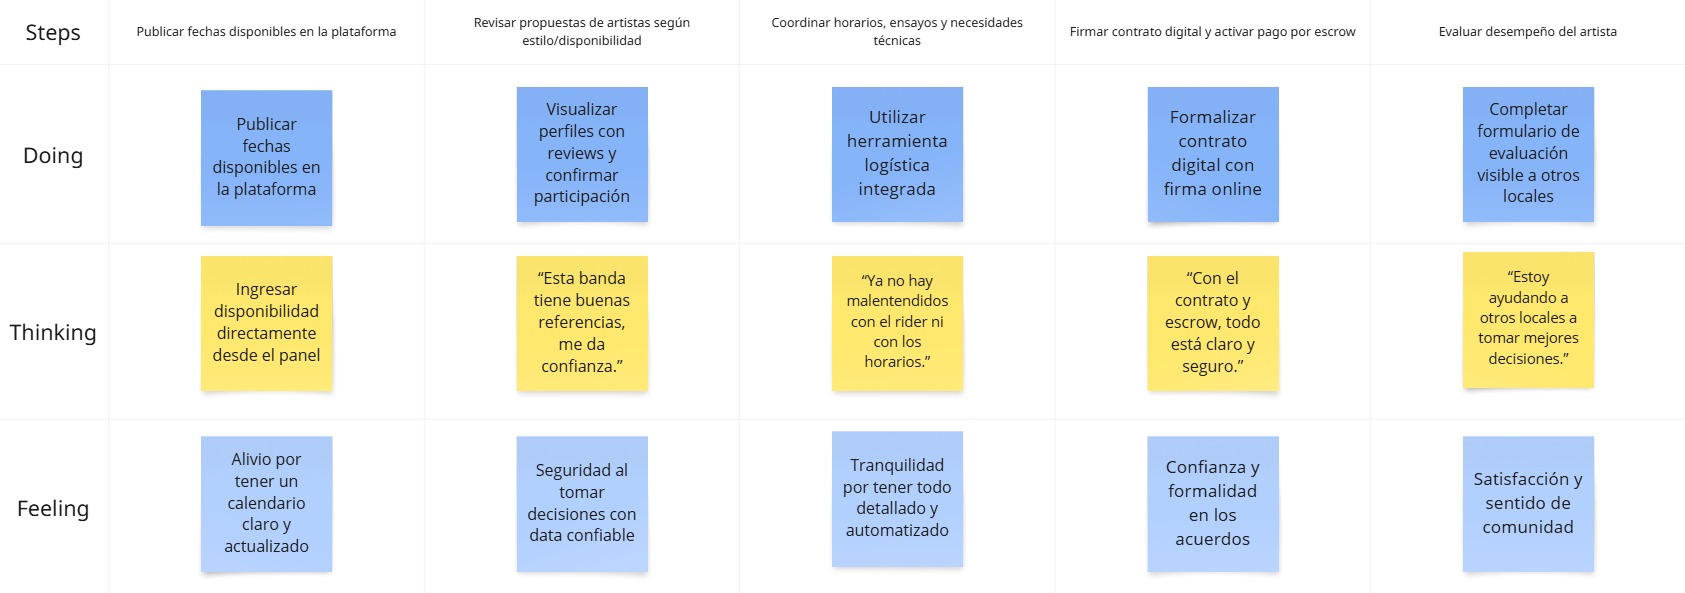 Steps
Publicar fechas disponibles en la plataforma
Revisar propuestas de artistas según
estilo/disponibilidad
Coordinar horarios, ensayos y necesidades
técnicas
Firmar contrato digital y activar pago por escrow
Evaluar desempeño del artista
Doing
Publicar
fechas
disponibles en
la plataforma
Visualizar
perfiles con
reviews y
confirmar
participación
Utilizar
herramienta
logística
integrada
Formalizar
contrato
digital con
firma online
Completar
formulario de
evaluación
visible a otros
locales
Thinking
Ingresar
disponibilidad
directamente
desde el panel
“Esta banda
tiene buenas
referencias,
me da
confianza.”
“Ya no hay
malentendidos
con el rider ni
con los
horarios.”
“Con el
contrato y
escrow, todo
está claro y
seguro.”
“Estoy
ayudando a
otros locales a
tomar mejores
decisiones.”
Feeling
Alivio por
tener un
calendario
claro y
actualizado
Seguridad al
tomar
decisiones con
data confiable
Tranquilidad
por tener todo
detallado y
automatizado
Confianza y
formalidad
en los
acuerdos
Satisfacción y
sentido de
comunidad